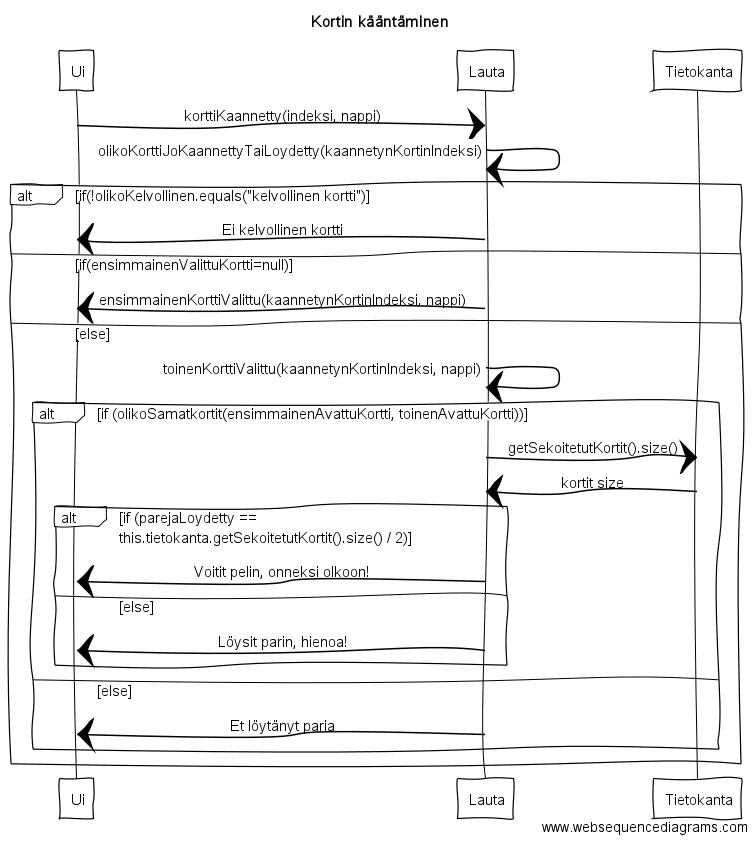 Kortin kääntäminen
Ui
Lauta
Tietokanta
korttiKaannetty(indeksi, nappi)
olikoKorttiJoKaannettyTaiLoydetty(kaannetynKortinIndeksi)
alt
[if(!olikoKelvollinen.equals("kelvollinen kortti")]
Ei kelvollinen kortti
[if(ensimmainenValittuKortti=null)]
ensimmainenKorttiValittu(kaannetynKortinIndeksi, nappi)
[else]
toinenKorttiValittu(kaannetynKortinIndeksi, nappi)
alt
[if (olikoSamatkortit(ensimmainenAvattuKortti, toinenAvattuKortti))]
getSekoitetutKortit().size()
kortit size
alt
[if (parejaLoydetty ==
this.tietokanta.getSekoitetutKortit().size() / 2)]
Voitit pelin, onneksi olkoon!
[else]
Löysit parin, hienoa!
[else]
Et löytänyt paria
Ui
Lauta
Tietokanta
www.websequencediagrams.com